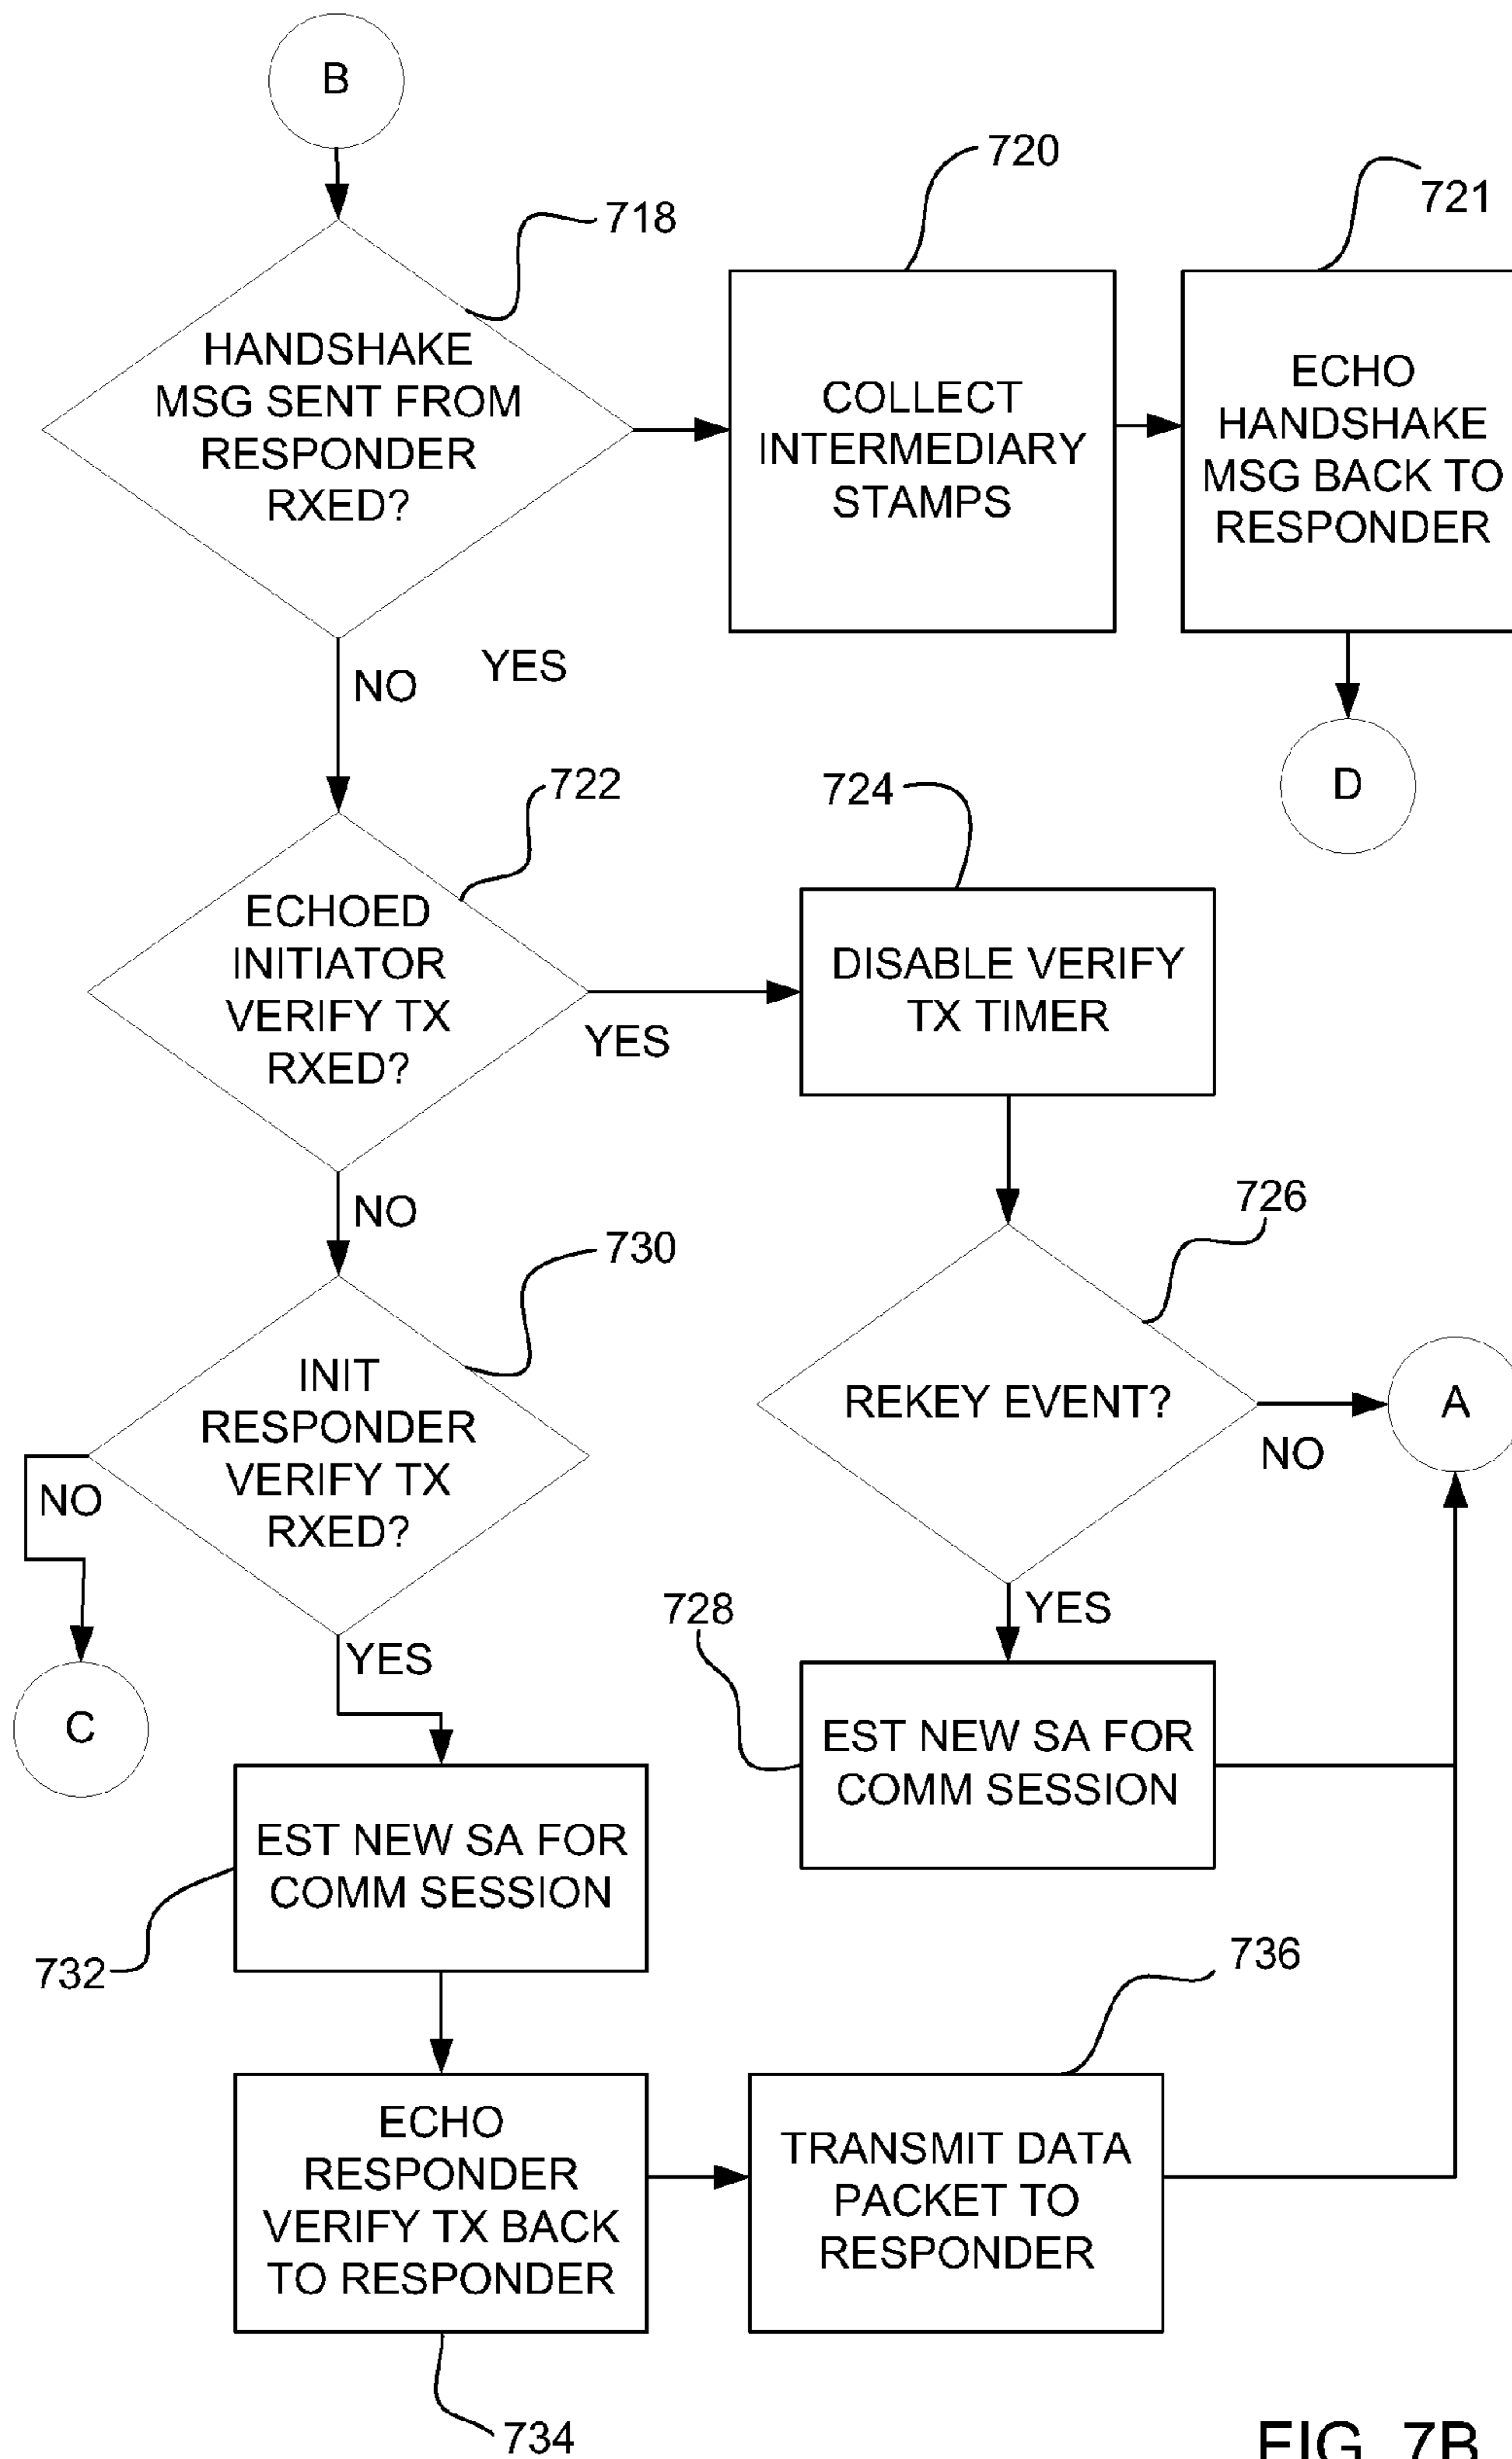 B
718
720
721
HANDSHAKE
MSG SENT FROM
RESPONDER
RXED?
COLLECT
INTERMEDIARY
STAMPS
ECHO
HANDSHAKE
MSG BACK TO
RESPONDER
NO
YES
D
722
724
ECHOED
INITIATOR
VERIFY TX
RXED?
YES
DISABLE VERIFY
TX TIMER
NO
730
726
INIT
RESPONDER
VERIFY TX
RXED?
REKEY EVENT?
NO
A
NO
YES
C
YES
728
EST NEW SA FOR
COMM SESSION
EST NEW SA FOR
COMM SESSION
732
736
ECHO
RESPONDER
VERIFY TX BACK
TO RESPONDER
TRANSMIT DATA
PACKET TO
RESPONDER
734
FIG. 7B